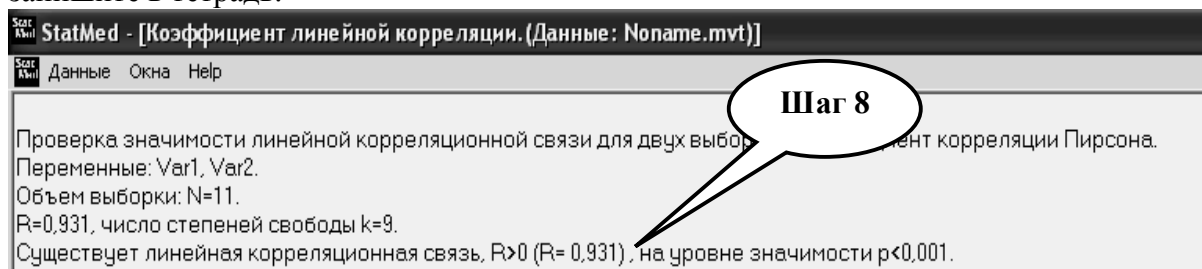 StatMed - [Коэффициент линейной корреляции.(Данные: Noname.mvt)]
Данные Окна Help
Шаг 8
Проверка значимости линейной корреляционной связи для двух корреляции Пирсона.
Переменные: Var1, Var2.
Объем выборки: N=11.
R=0,931, число степеней свободы k=9.
Существует линейная корреляционная связь, R>0 (R= 0,931) , на уровне значимости p<0,001.